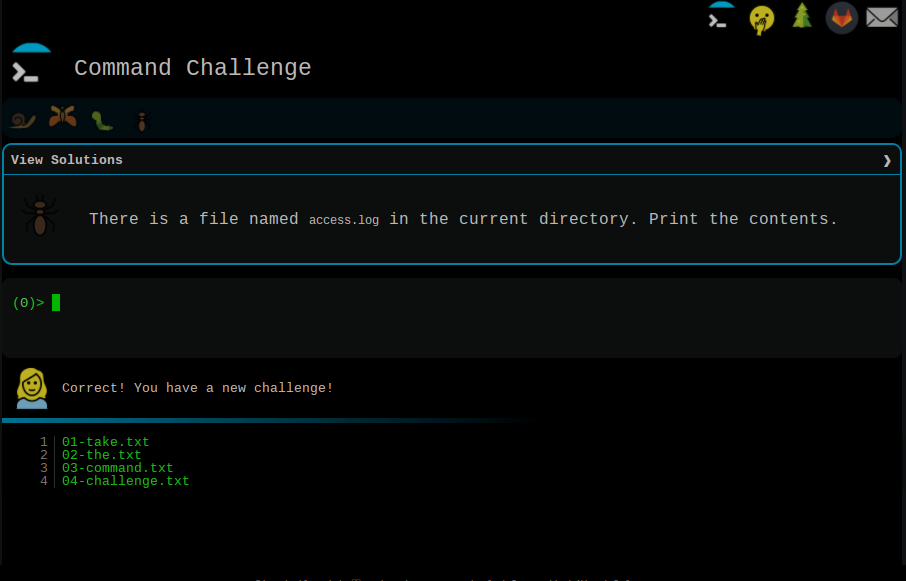 Command Challenge
View Solutions
There is a file named access.log in the current directory. Print the contents.
(0)>
Correct! You have a new challenge!
1 01-take.txt
2 02-the.txt
3 03-command.txt
4 04-challenge.txt